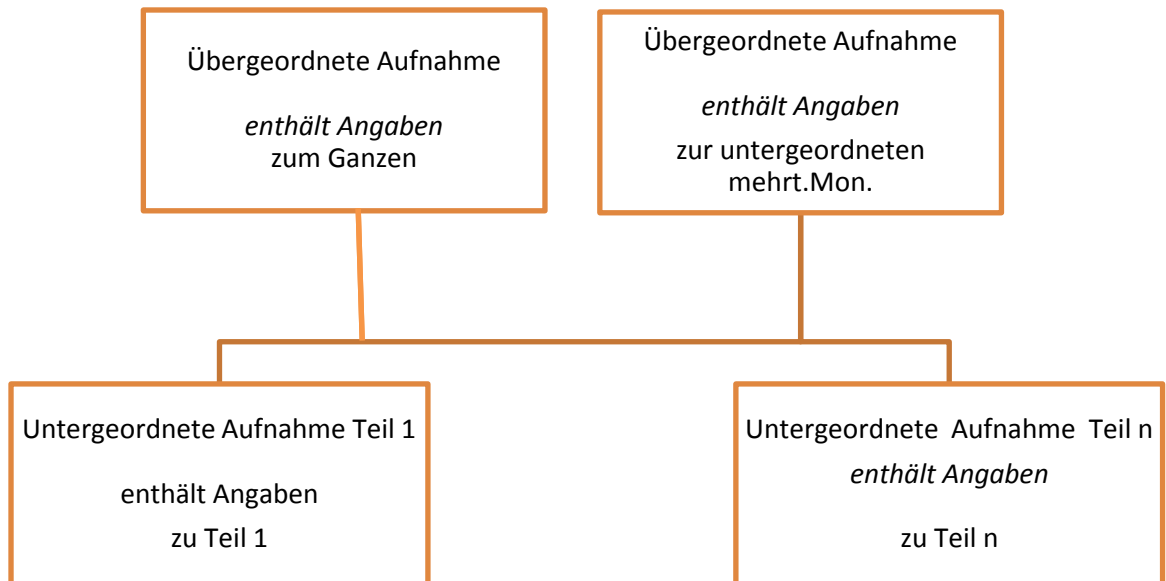 Übergeordnete Aufnahme
enthält Angaben
zum Ganzen
Übergeordnete Aufnahme
enthält Angaben
zur untergeordneten
mehrt.Mon.
Untergeordnete Aufnahme Teil 1
enthält Angaben
zu Teil 1
Untergeordnete Aufnahme Teil n
enthält Angaben
zu Teil n